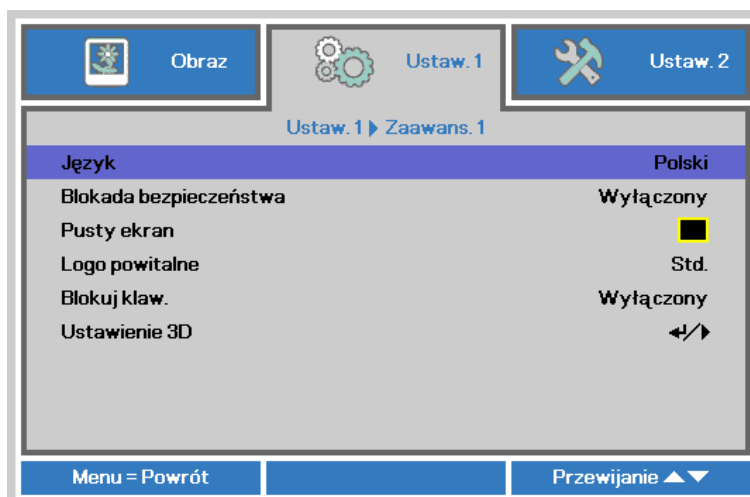 Obraz
Ustaw. 1
Ustaw. 2
Ustaw. 1 Zaawans. 1
Język Polski
Blokada bezpieczeństwa Wyłączony
Pusty ekran
Logo powitalne Std.
Blokuj klaw. Wyłączony
Ustawienie 3D
Menu = Powrót
Przewijanie